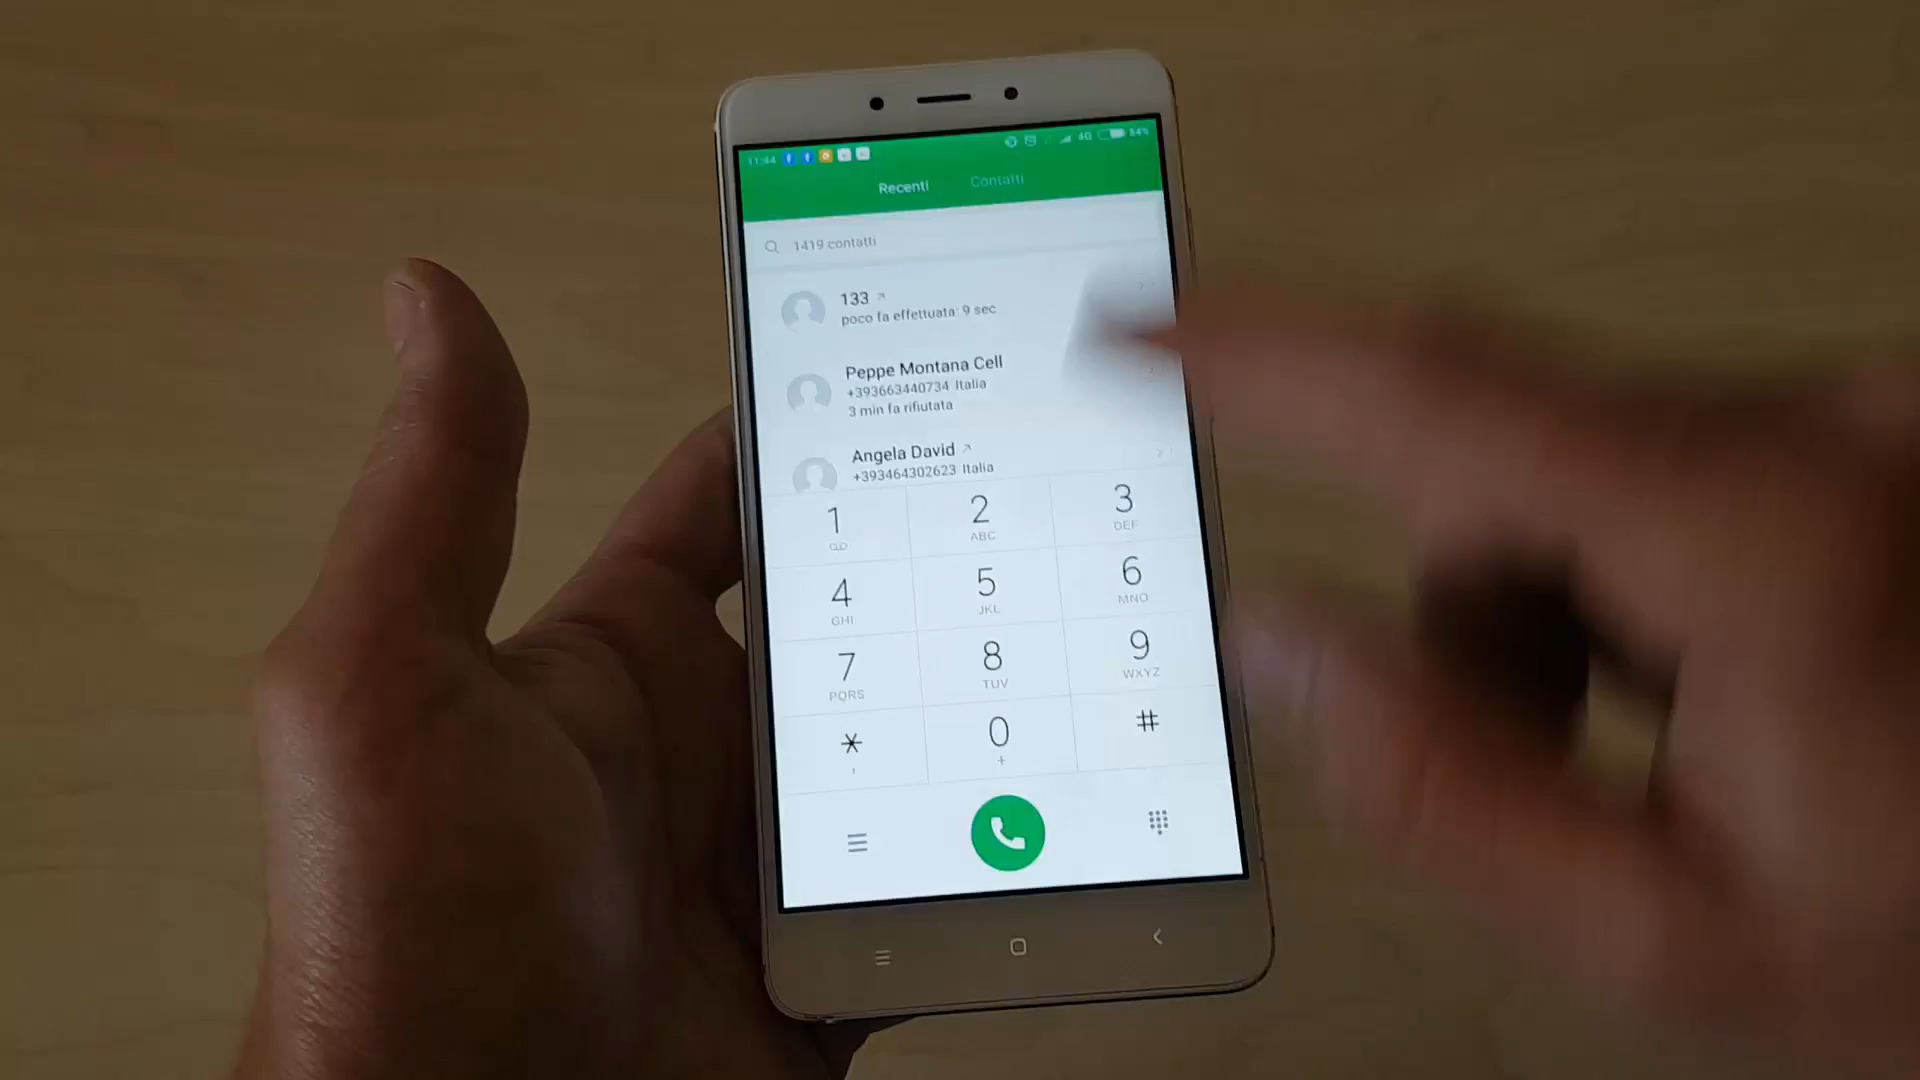 11:44 4G 84%
Recenti Contatti
1419 contatti
133
poco fa effettuata: 9 sec
Peppe Montana Cell
+393663440734 Italia
3 min fa rifiutata
Angela David
+393464302623 Italia
1 2 3
ABC DEF
4 5 6
GHI JKL MNO
7 8 9
PQRS TUV WXYZ
* 0 #
, +